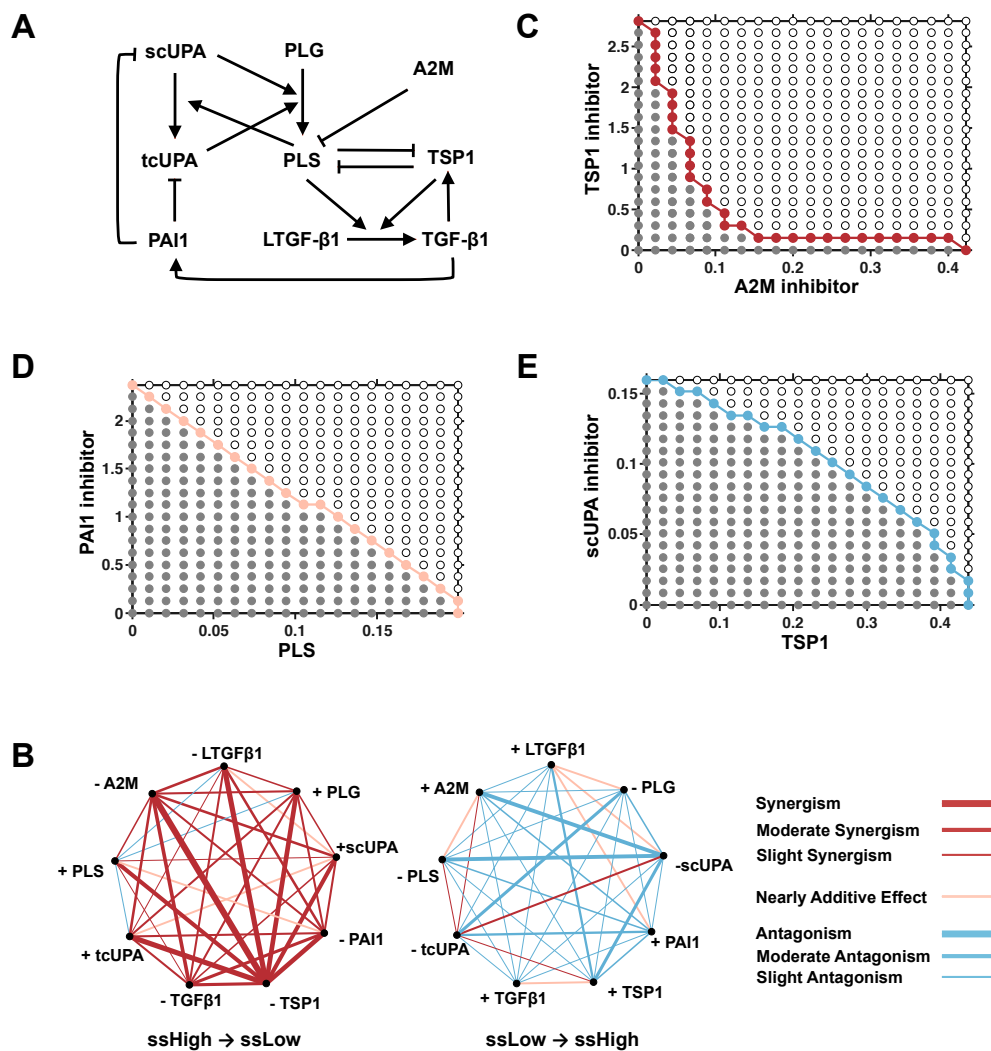 A
scUPA
PLG
A2M
tcUPA
PLS
TSP1
PAI1
LTGF-β1
TGF-β1
C
TSP1 inhibitor
2.5
2
1.5
1
0.5
0
0
0.1
0.2
0.3
0.4
A2M inhibitor
D
PAI1 inhibitor
2
1.5
1
0.5
0
0
0.05
0.1
0.15
PLS
E
scUPA inhibitor
0.15
0.1
0.05
0
0
0.1
0.2
0.3
0.4
TSP1
B
- LTGFβ1
- A2M
+ PLG
+scUPA
+ PLS
- PAI1
+ tcUPA
- TGFβ1
- TSP1
ssHigh → ssLow
+ LTGFβ1
+ A2M
- PLG
-scUPA
- PLS
+ PAI1
- tcUPA
+ TGFβ1
+ TSP1
ssLow → ssHigh
Synergism
Moderate Synergism
Slight Synergism
Nearly Additive Effect
Antagonism
Moderate Antagonism
Slight Antagonism